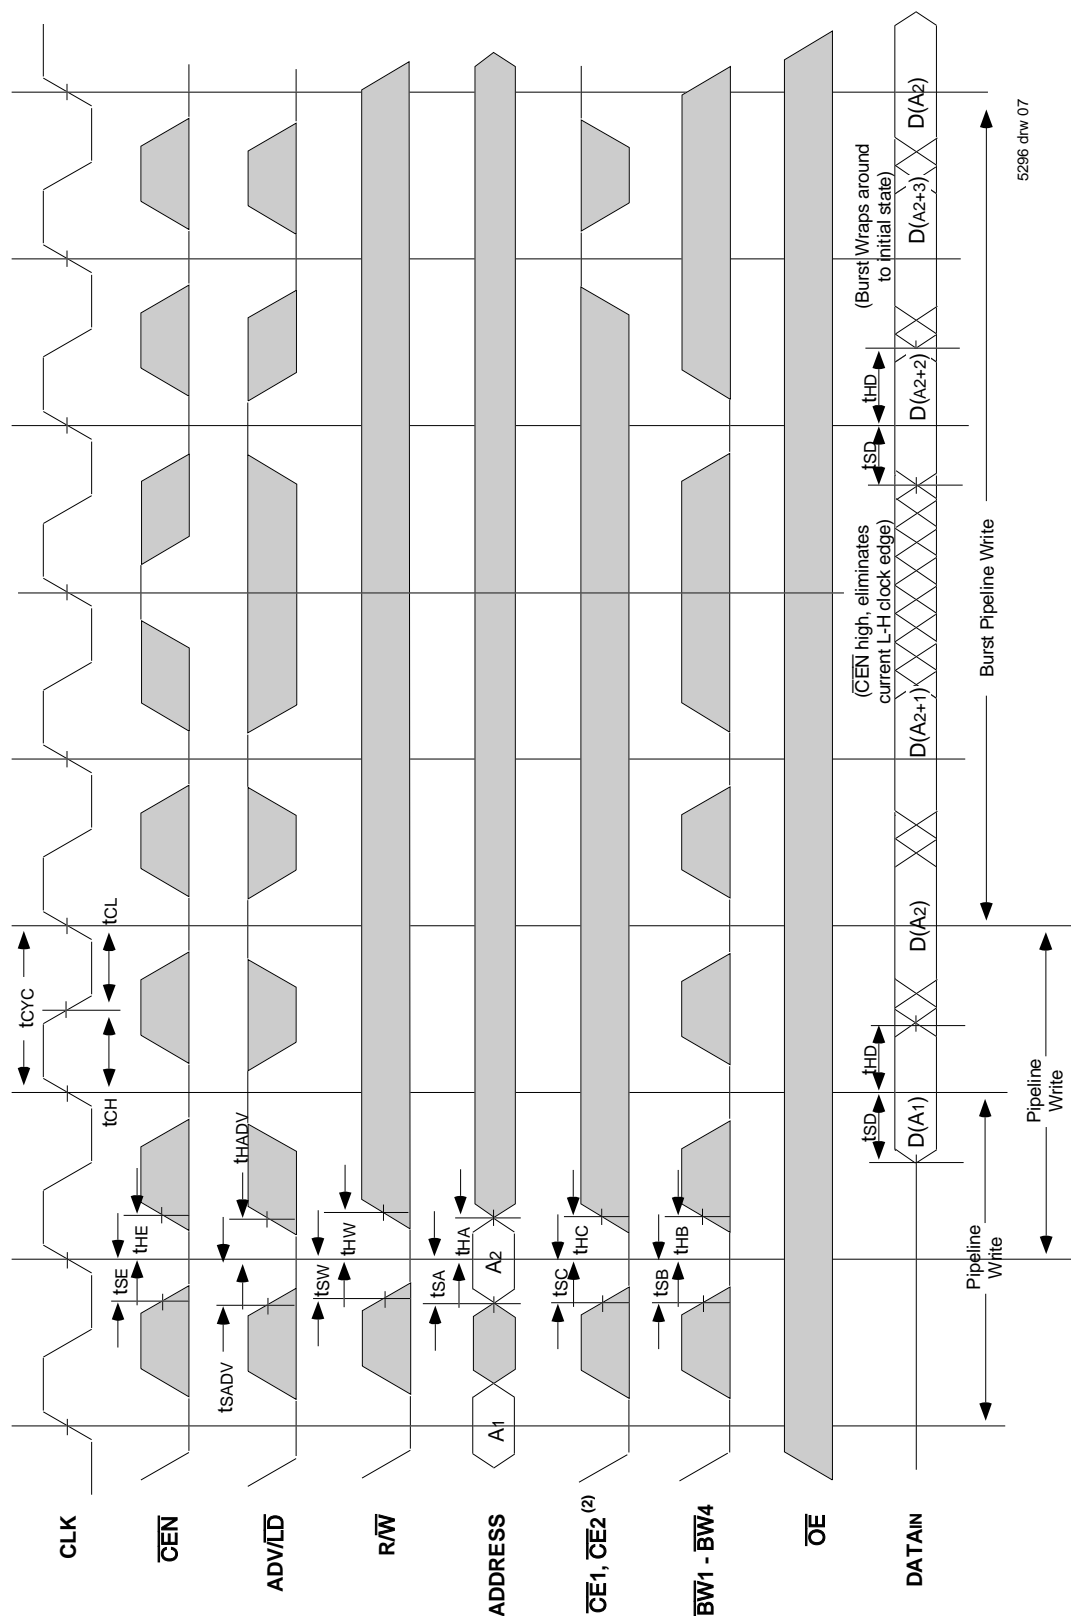 CLK
tCYC
tCH
tCL
CEN
tSE
tHE
ADV/LD
tSADV
tHADV
R/W
tSW
tHW
ADDRESS
A1
A2
tSA
tHA
CE1, CE2 (2)
tSC
tHC
BW1 - BW4
tSB
tHB
OE
DATAIN
D(A1)
tSD
tHD
D(A2)
D(A2+1)
(CEN high, eliminates
current L-H clock edge)
tSD
tHD
D(A2+2)
(Burst Wraps around
to initial state)
D(A2+3)
D(A2)
Pipeline
Write
Pipeline
Write
Burst Pipeline Write
5296 drw 07